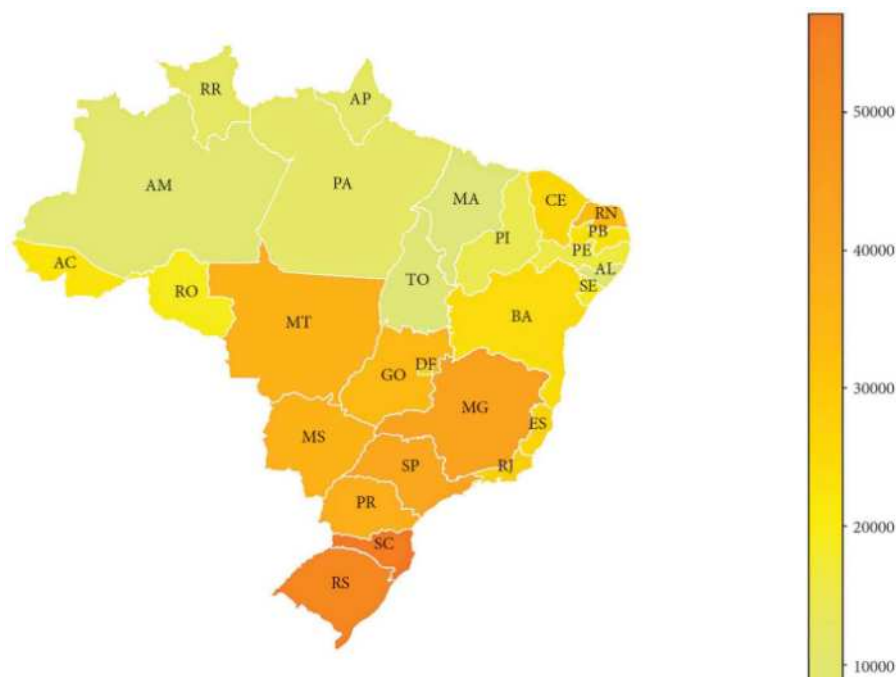 RR
AP
AM
PA
MA
CE
RN
PB
PI
PE
AC
TO
AL
RO
SE
BA
MT
DF
GO
MG
ES
MS
SP
RJ
PR
SC
RS
50000
40000
30000
20000
10000